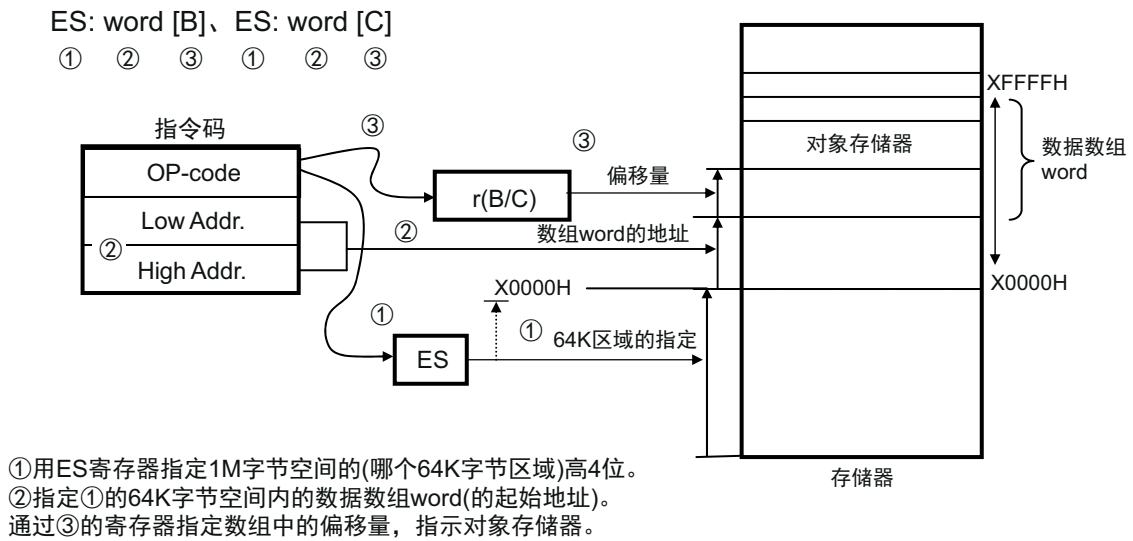 ES: word [B]、ES: word [C]
① ② ③ ① ② ③
XFFFFH
指令码
③
③
OP-code
对象存储器
数据数组
word
偏移量
r(B/C)
Low Addr.
②
数组word的地址
②
High Addr.
X0000H
X0000H
①
①
64K区域的指定
ES
存储器
①用ES寄存器指定1M字节空间的(哪个64K字节区域)高4位。
②指定①的64K字节空间内的数据数组word(的起始地址)。
通过③的寄存器指定数组中的偏移量，指示对象存储器。